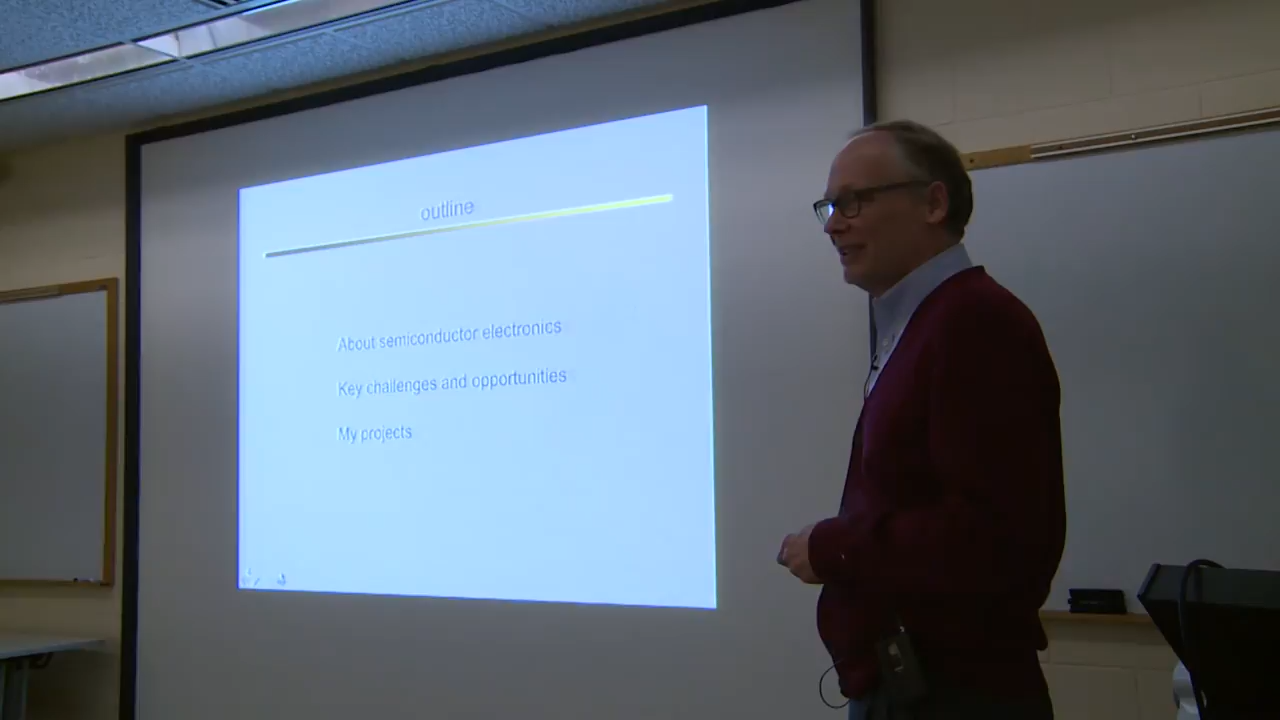 outline
About semiconductor electronics
Key challenges and opportunities
My projects